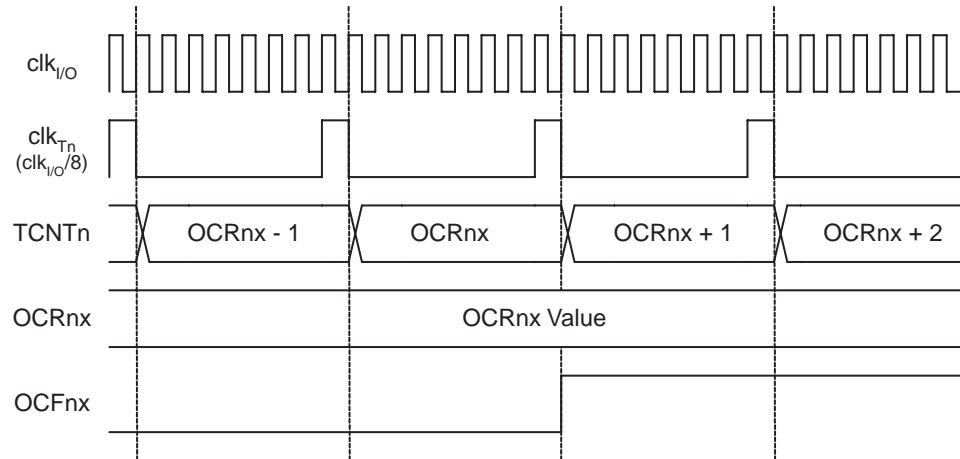 clkI/O
clkTn
(clkI/O/8)
TCNTn
OCRnx - 1
OCRnx
OCRnx + 1
OCRnx + 2
OCRnx
OCRnx Value
OCFnx